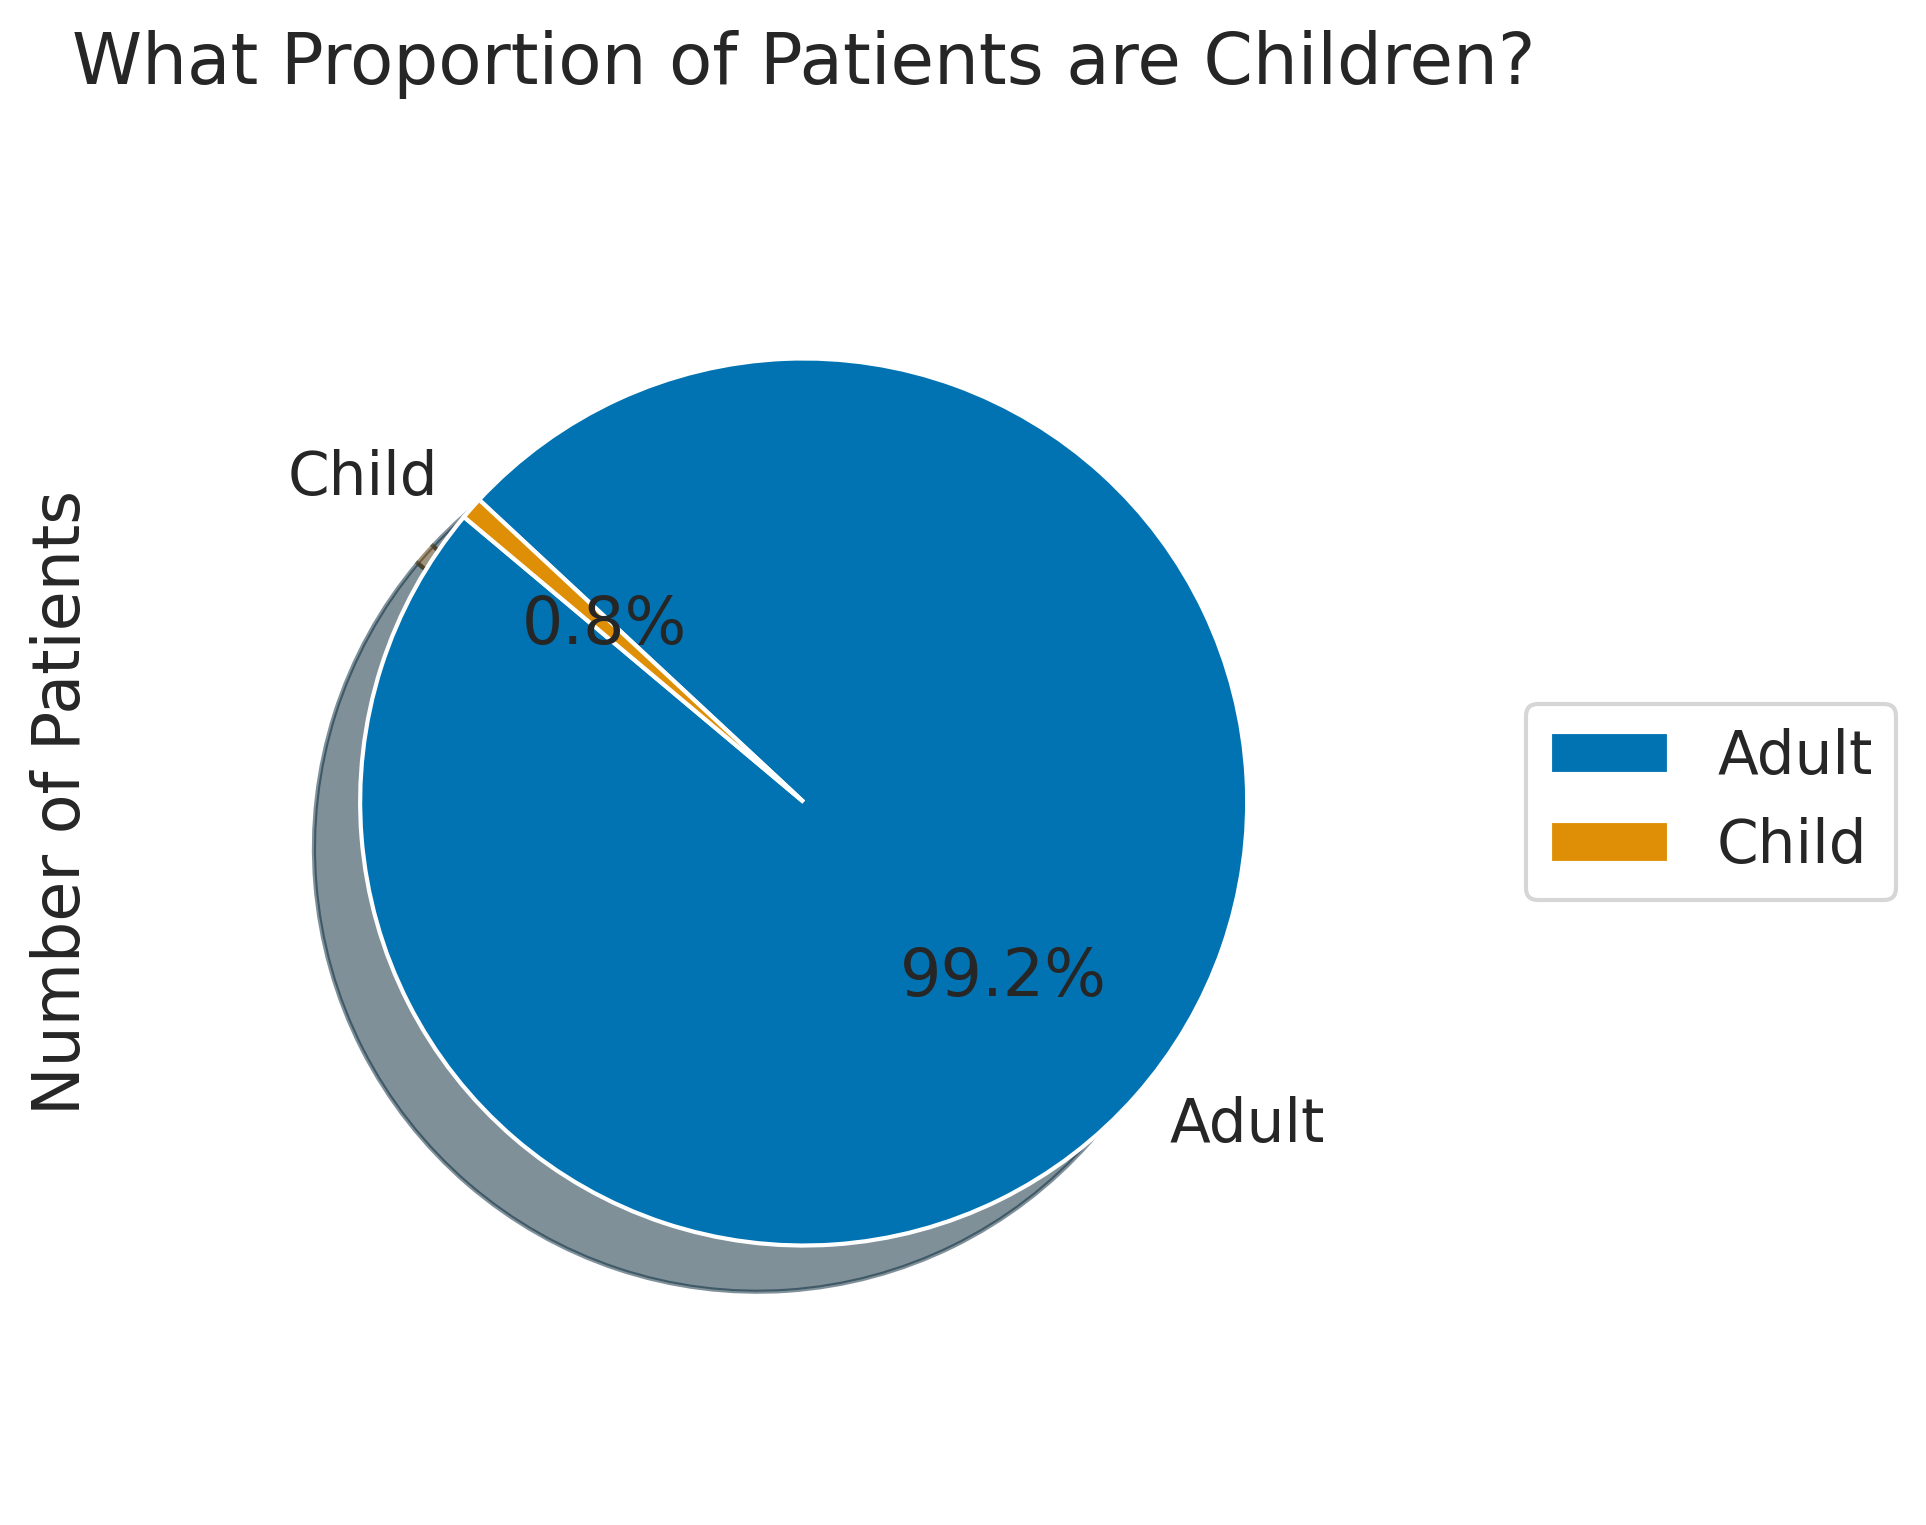 What Proportion of Patients are Children?
Number of Patients
Child
0.8%
99.2%
Adult
Adult
Child